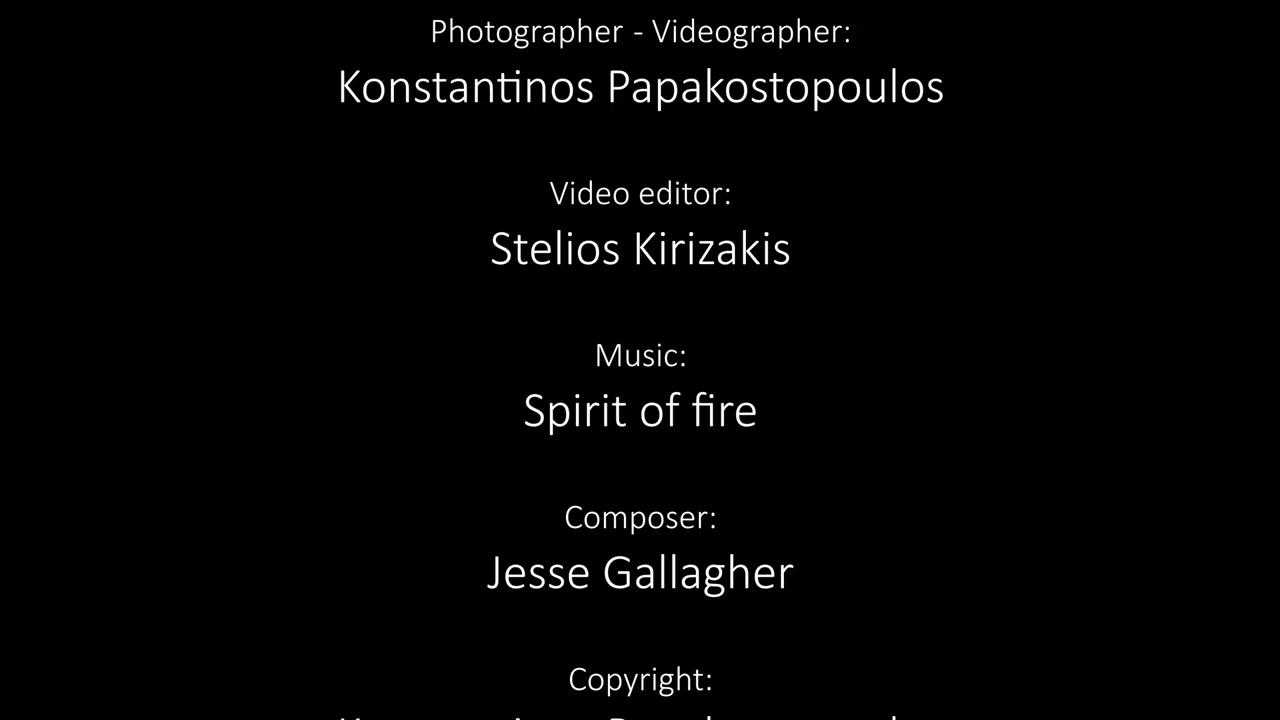 Photographer - Videographer:
Konstantinos Papakostopoulos
Video editor:
Stelios Kirizakis
Music:
Spirit of fire
Composer:
Jesse Gallagher
Copyright: